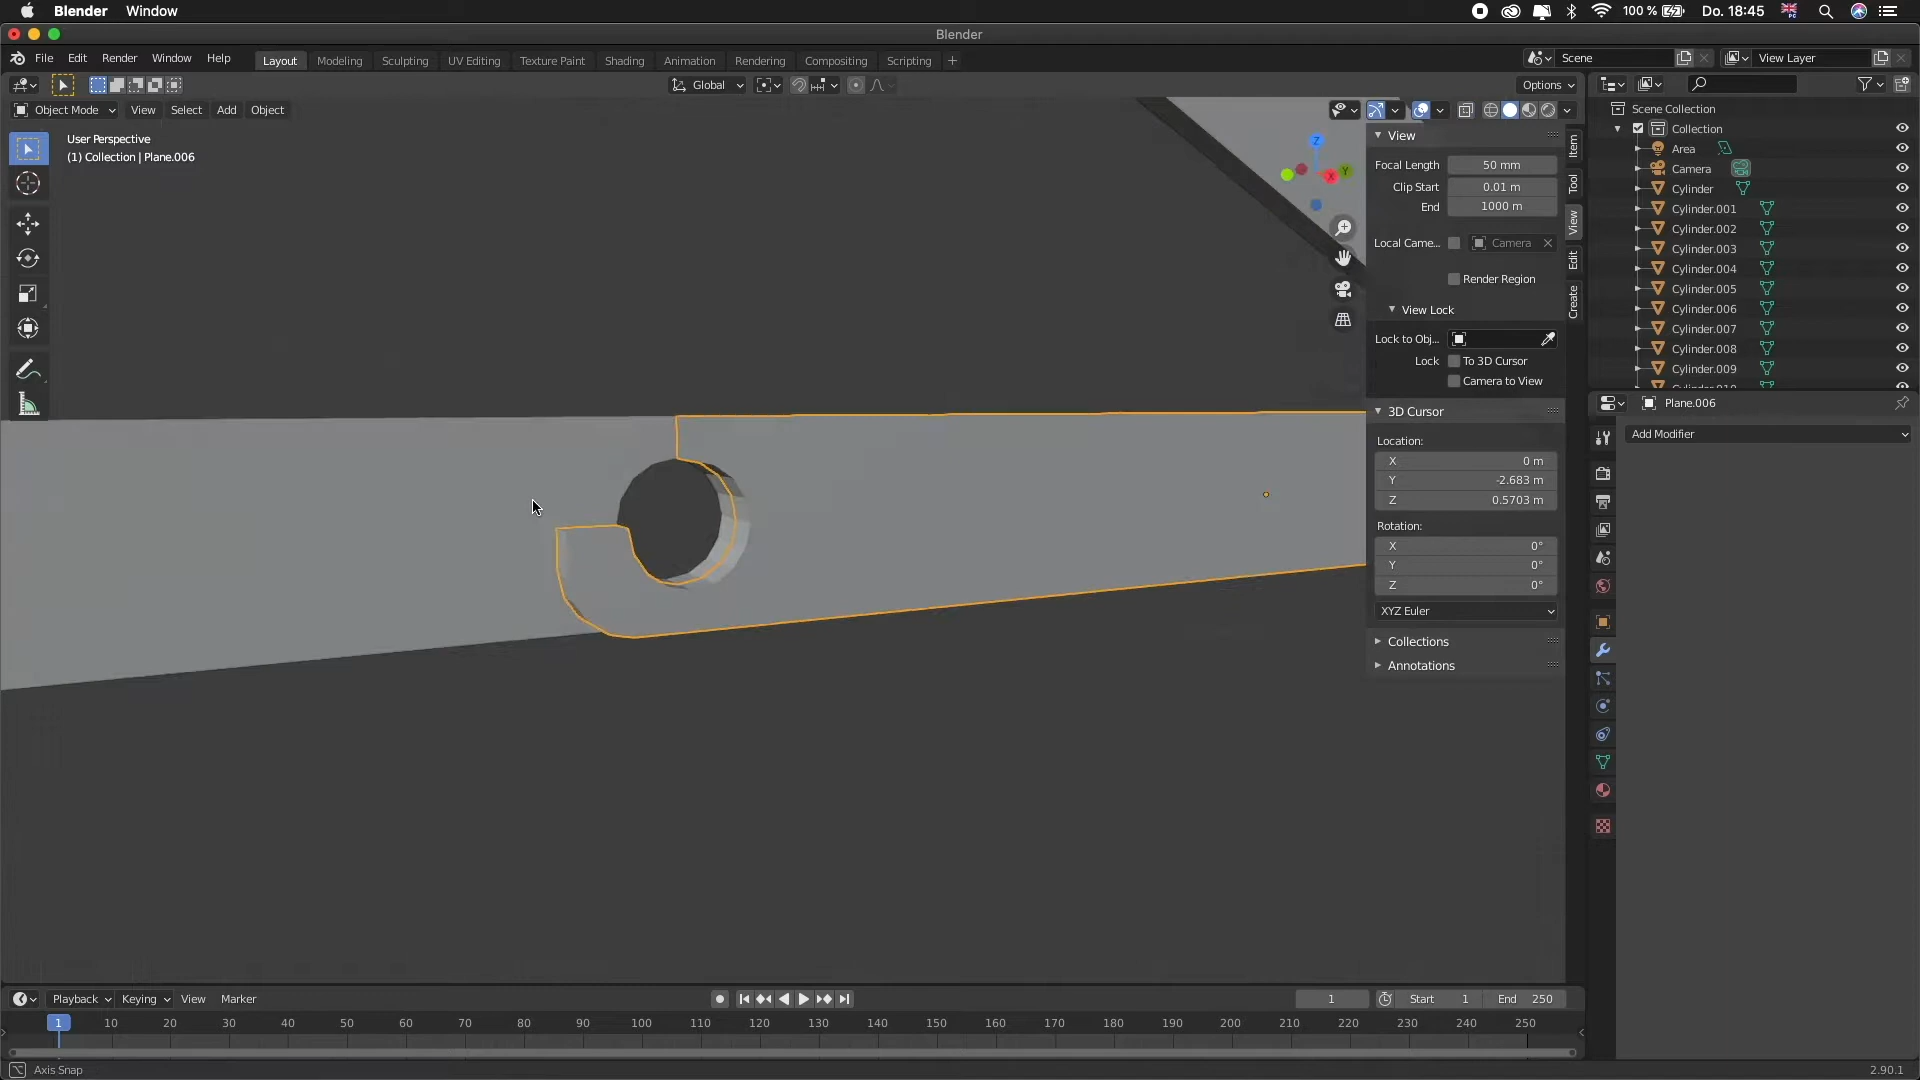 Blender Window 100 % Do. 18:45
Blender
File Edit Render Window Help Layout Modeling Sculpting UV Editing Texture Paint Shading Animation Rendering Compositing Scripting + Scene View Layer
Global Options
Object Mode View Select Add Object
User Perspective
(1) Collection | Plane.006
Z
Y
X
View
Focal Length 50 mm
Clip Start 0.01 m
End 1000 m
Local Came... Camera
Render Region
View Lock
Lock to Obj...
Lock To 3D Cursor
Camera to View
3D Cursor
Location:
X 0 m
Y -2.683 m
Z 0.5703 m
Rotation:
X 0°
Y 0°
Z 0°
XYZ Euler
Collections
Annotations
Item
Tool
View
Edit
Create
Scene Collection
Collection
Area
Camera
Cylinder
Cylinder.001
Cylinder.002
Cylinder.003
Cylinder.004
Cylinder.005
Cylinder.006
Cylinder.007
Cylinder.008
Cylinder.009
Plane.006
Add Modifier
Playback Keying View Marker 1 Start 1 End 250
1 10 20 30 40 50 60 70 80 90 100 110 120 130 140 150 160 170 180 190 200 210 220 230 240 250
Axis Snap 2.90.1